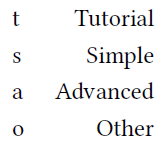 t Tutorial
s Simple
a Advanced
o Other